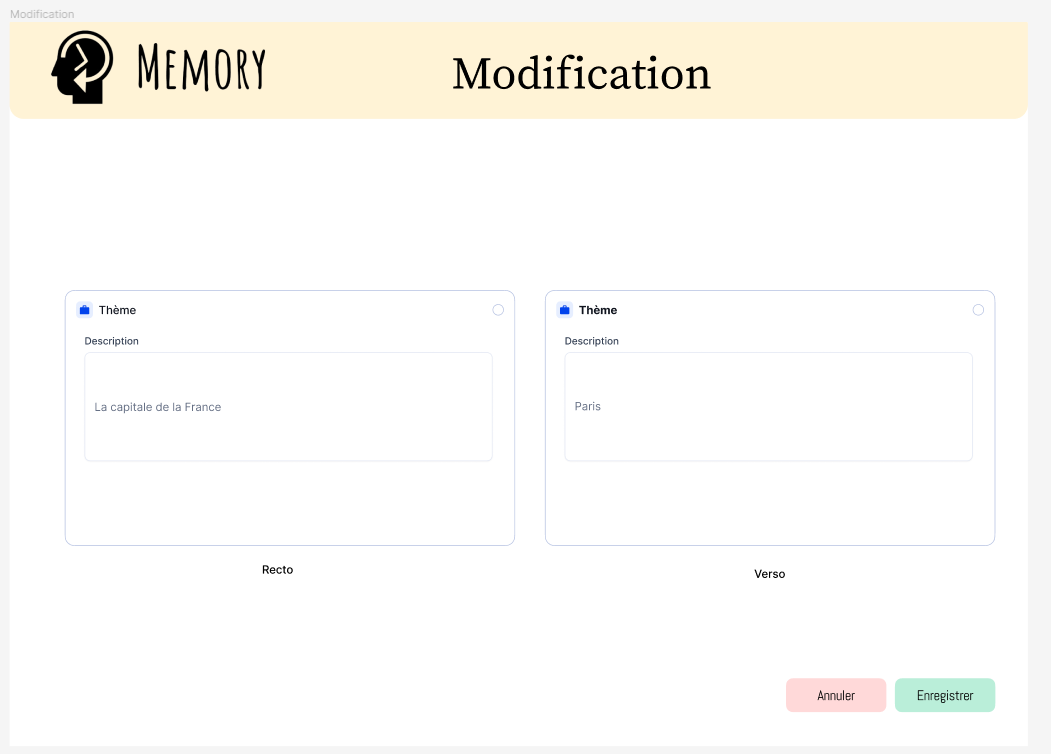 Modification
Memory
Modification
Thème
Description
La capitale de la France
Recto
Thème
Description
Paris
Verso
Annuler
Enregistrer